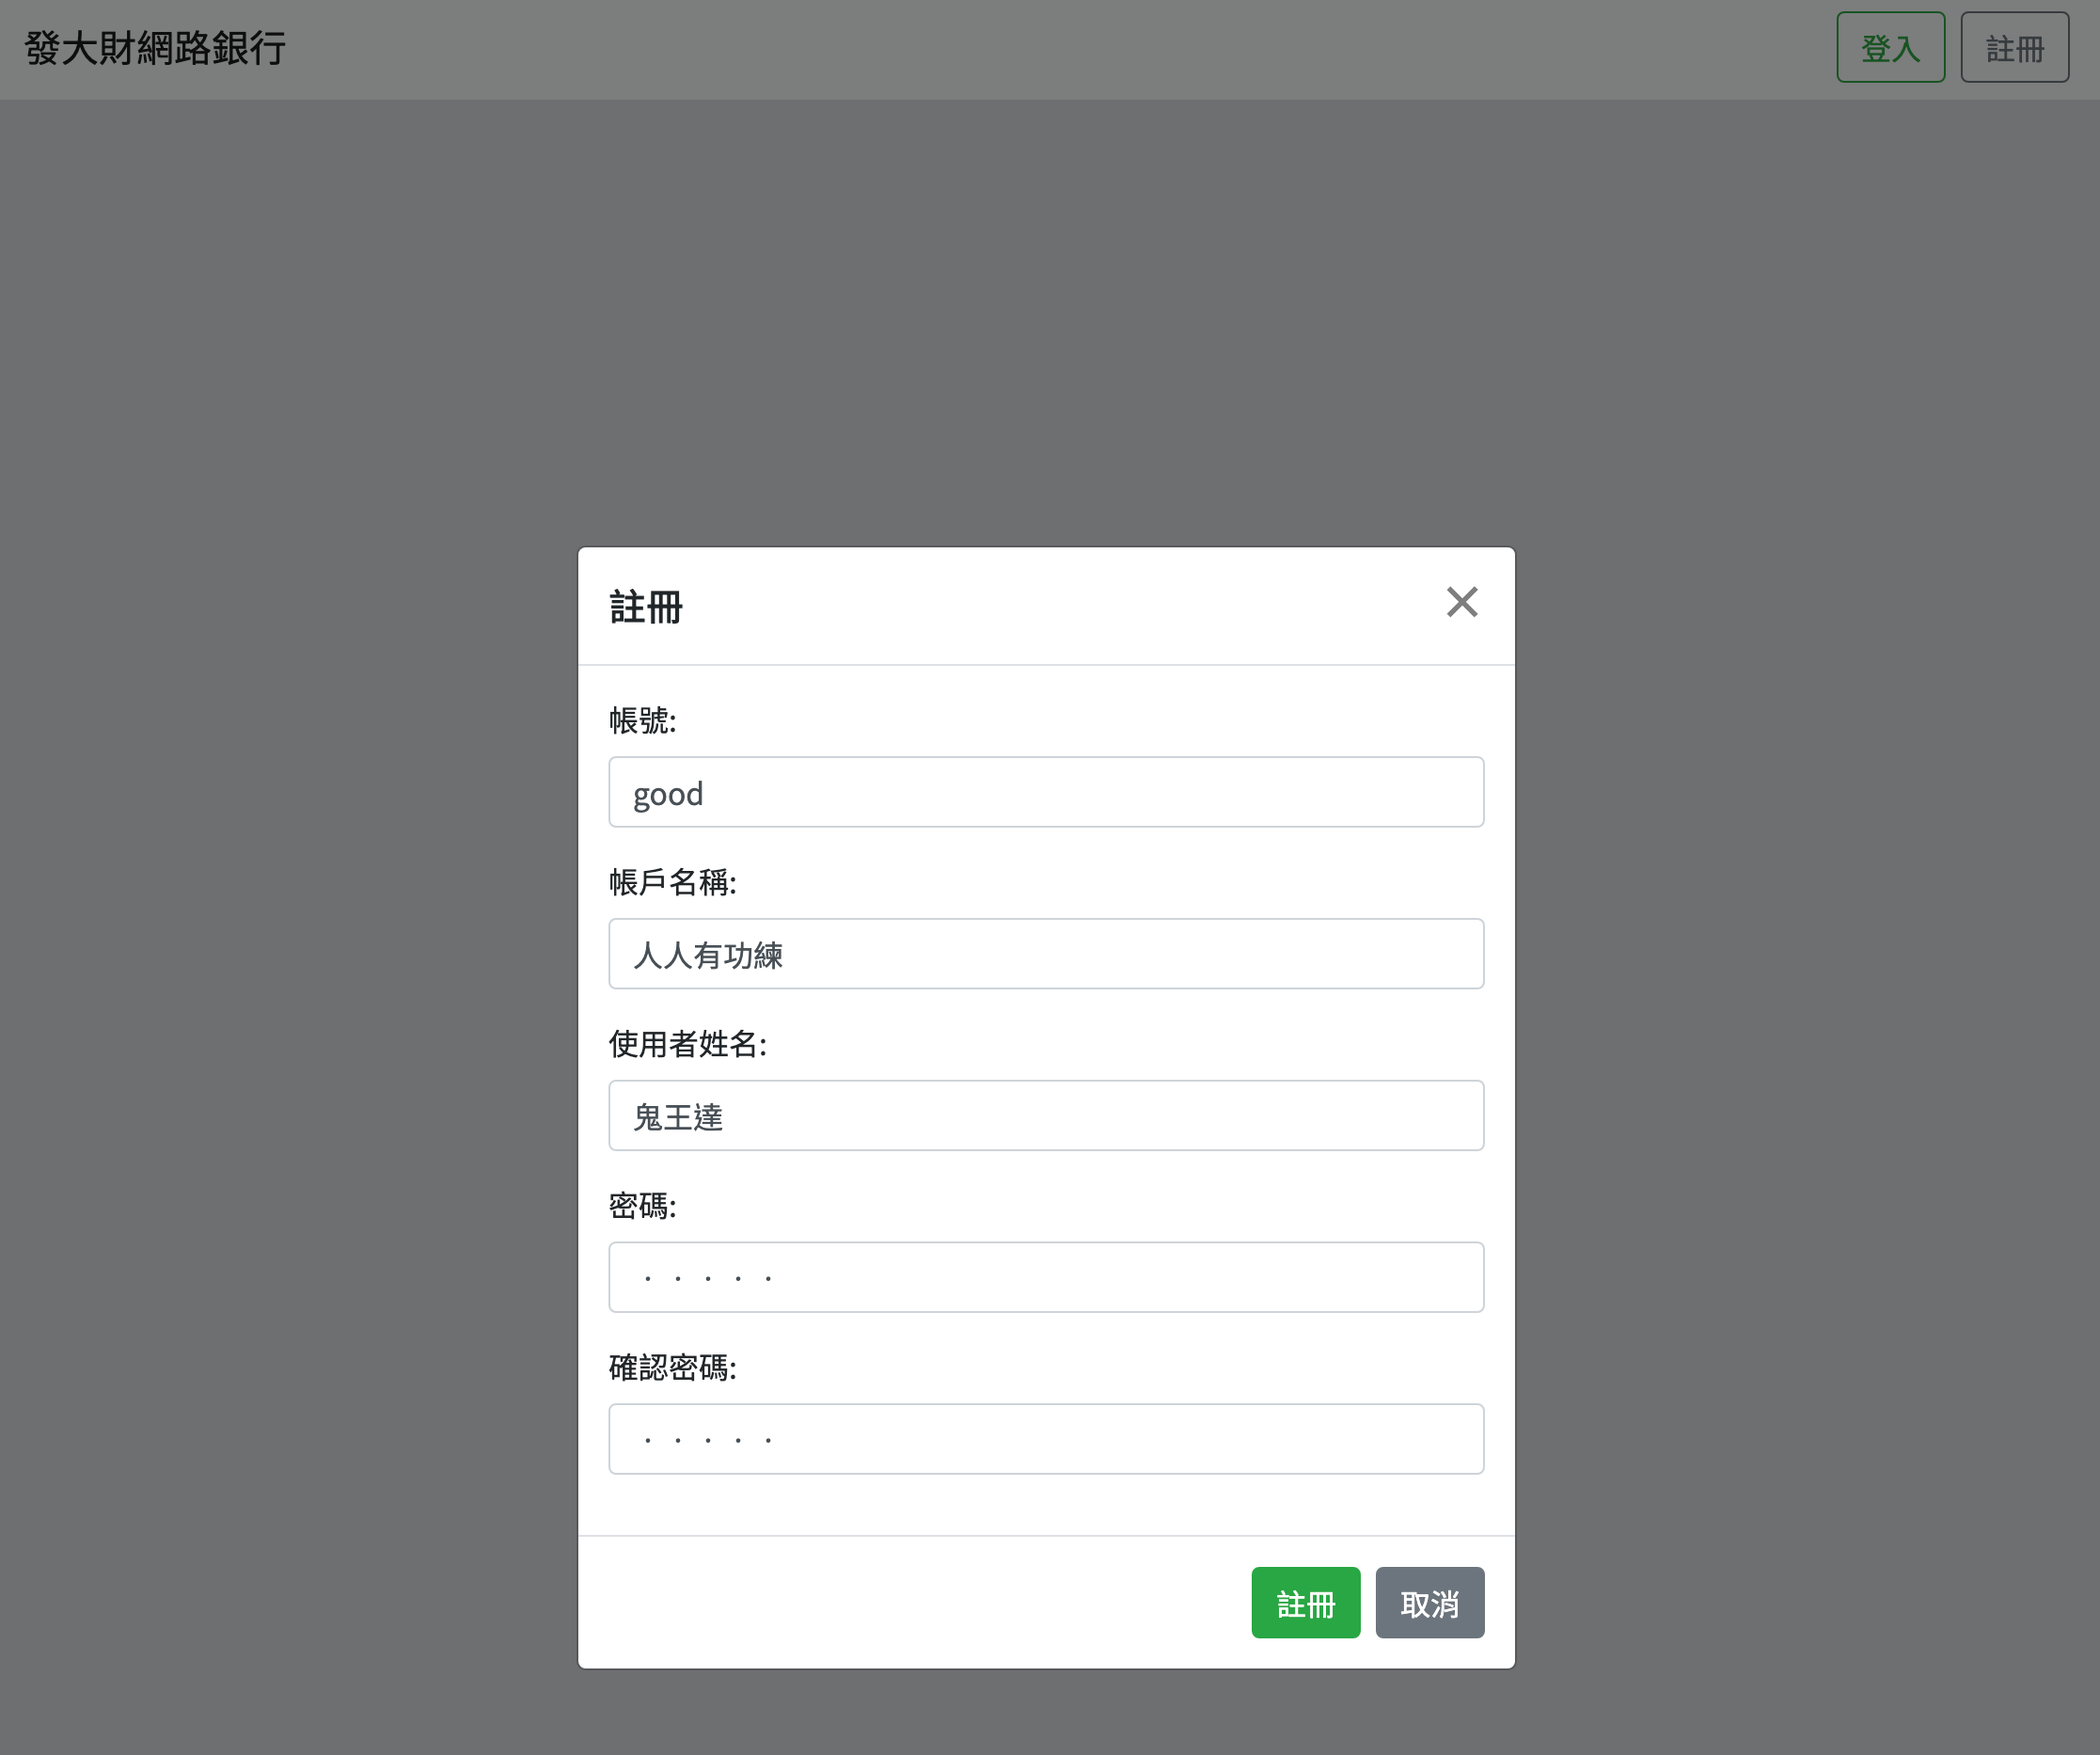 發大財網路銀行
登入
註冊
註冊
帳號:
good
帳戶名稱:
人人有功練
使用者姓名:
鬼王達
密碼:
・・・・・
確認密碼:
・・・・・
註冊
取消